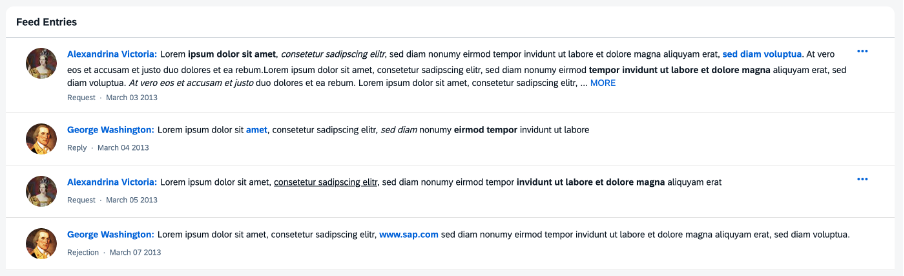 Feed Entries
Alexandrina Victoria: Lorem ipsum dolor sit amet, consetetur sadipscing elitr, sed diam nonumy eirmod tempor invidunt ut labore et dolore magna aliquyam erat, sed diam voluptua. At vero
eos et accusam et justo duo dolores et ea rebum.Lorem ipsum dolor sit amet, consetetur sadipscing elitr, sed diam nonumy eirmod tempor invidunt ut labore et dolore magna aliquyam erat, sed
diam voluptua. At vero eos et accusam et justo duo dolores et ea rebum. Lorem ipsum dolor sit amet, consetetur sadipscing elitr, ... MORE
Request · March 03 2013
George Washington: Lorem ipsum dolor sit amet, consetetur sadipscing elitr, sed diam nonumy eirmod tempor invidunt ut labore
Reply · March 04 2013
Alexandrina Victoria: Lorem ipsum dolor sit amet, consetetur sadipscing elitr, sed diam nonumy eirmod tempor invidunt ut labore et dolore magna aliquyam erat
Request · March 05 2013
George Washington: Lorem ipsum dolor sit amet, consetetur sadipscing elitr, www.sap.com sed diam nonumy eirmod tempor invidunt ut labore et dolore magna aliquyam erat, sed diam voluptua.
Rejection · March 07 2013